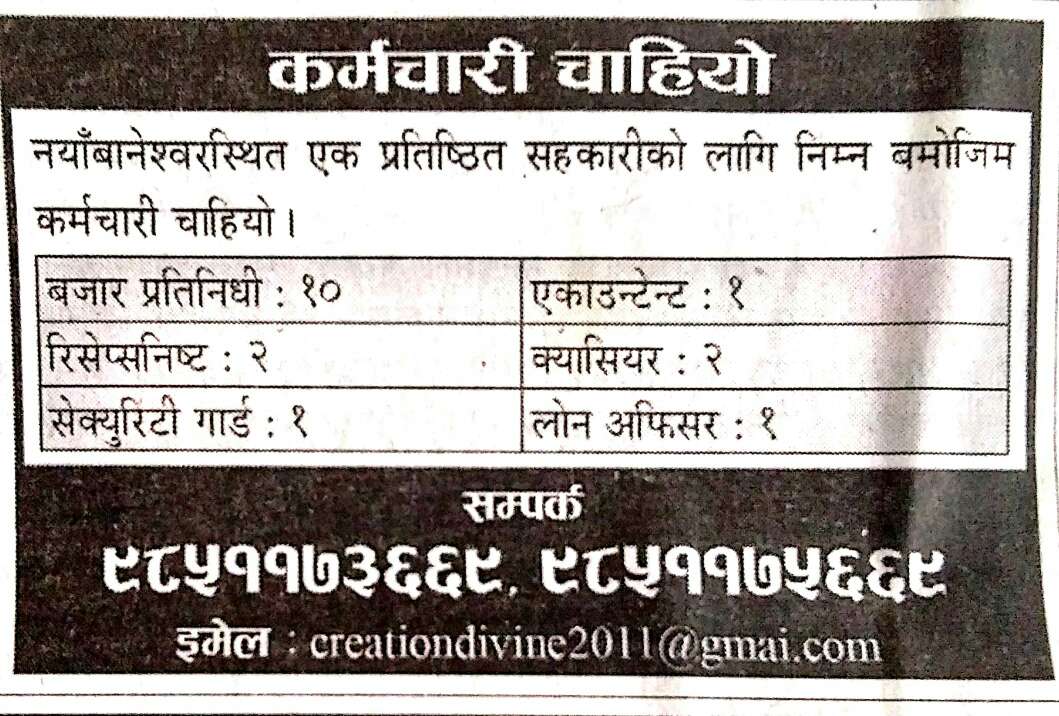 कर्मचारी चाहियो
नयाँबानेश्वरस्थित एक प्रतिष्ठित सहकारीको लागि निम्न बमोजिम
कर्मचारी चाहियो ।
बजार प्रतिनिधी : १० एकाउन्टेन्ट : १
रिसेप्सनिष्ट : २ क्यासियर : २
सेक्युरिटी गार्ड : १ लोन अफिसर : १
सम्पर्क
९८५११७३६६९, ९८५११७५६६९
इमेल : creationdivine2011@gmai.com